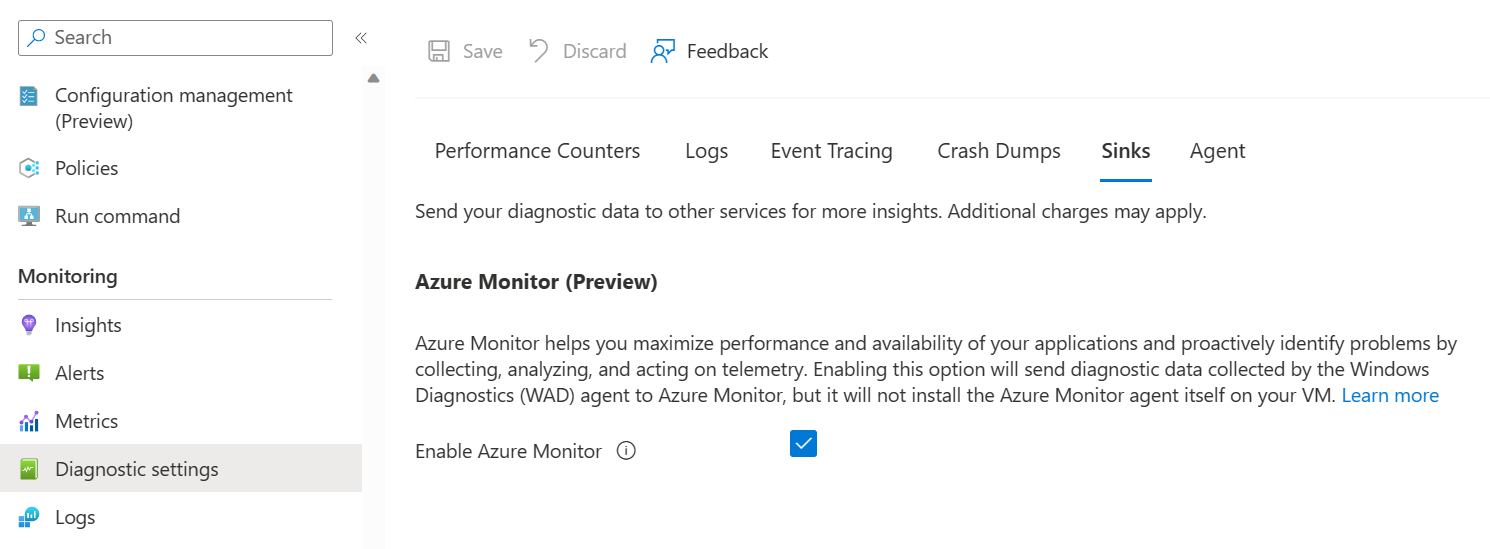 Search
Configuration management
(Preview)
Policies
Run command
Monitoring
Insights
Alerts
Metrics
Diagnostic settings
Logs
Save
Discard
Feedback
Performance Counters
Logs
Event Tracing
Crash Dumps
Sinks
Agent
Send your diagnostic data to other services for more insights. Additional charges may apply.
Azure Monitor (Preview)
Azure Monitor helps you maximize performance and availability of your applications and proactively identify problems by
collecting, analyzing, and acting on telemetry. Enabling this option will send diagnostic data collected by the Windows
Diagnostics (WAD) agent to Azure Monitor, but it will not install the Azure Monitor agent itself on your VM. Learn more
Enable Azure Monitor